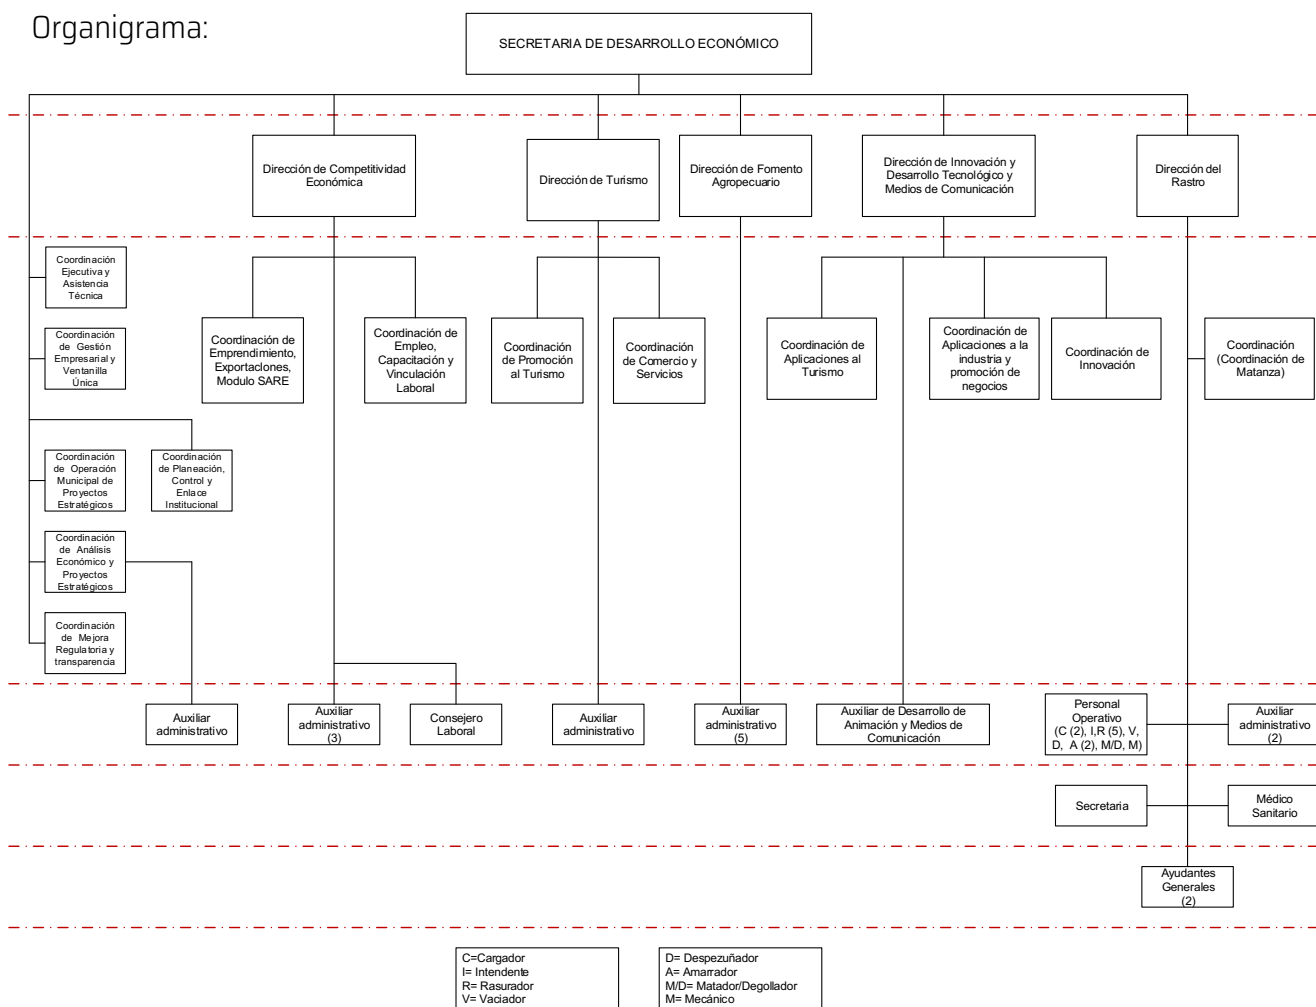 Organigrama:
SECRETARIA DE DESARROLLO ECONÓMICO
Dirección de Competitividad
Económica
Dirección de Turismo
Dirección de Fomento
Agropecuario
Dirección de Innovación y
Desarrollo Tecnológico y
Medios de Comunicación
Dirección del
Rastro
Coordinación
Ejecutiva y
Asistencia
Técnica
Coordinación
de Gestión
Empresarial y
Ventanilla
Única
Coordinación de
Emprendimiento,
Exportaciones,
Modulo SARE
Coordinación de
Empleo,
Capacitación y
Vinculación
Laboral
Coordinación
de Promoción
al Turismo
Coordinación
de Comercio y
Servicios
Coordinación de
Aplicaciones al
Turismo
Coordinación de
Aplicaciones a la
industria y
promoción de
negocios
Coordinación de
Innovación
Coordinación
(Coordinación de
Matanza)
Coordinación
de Operación
Municipal de
Proyectos
Estratégicos
Coordinación
de Planeación,
Control y
Enlace
Institucional
Coordinación
de Análisis
Económico y
Proyectos
Estratégicos
Coordinación
de Mejora
Regulatoria y
transparencia
Auxiliar
administrativo
Auxiliar
administrativo
(3)
Consejero
Laboral
Auxiliar
administrativo
Auxiliar
administrativo
(5)
Auxiliar de Desarrollo de
Animación y Medios de
Comunicación
Personal
Operativo
(C (2), I,R (5), V,
D, A (2), M/D, M)
Auxiliar
administrativo
(2)
Secretaria
Médico
Sanitario
Ayudantes
Generales
(2)
C=Cargador
I= Intendente
R= Rasurador
V= Vaciador
D= Despezuñador
A= Amarrador
M/D= Matador/Degollador
M= Mecánico